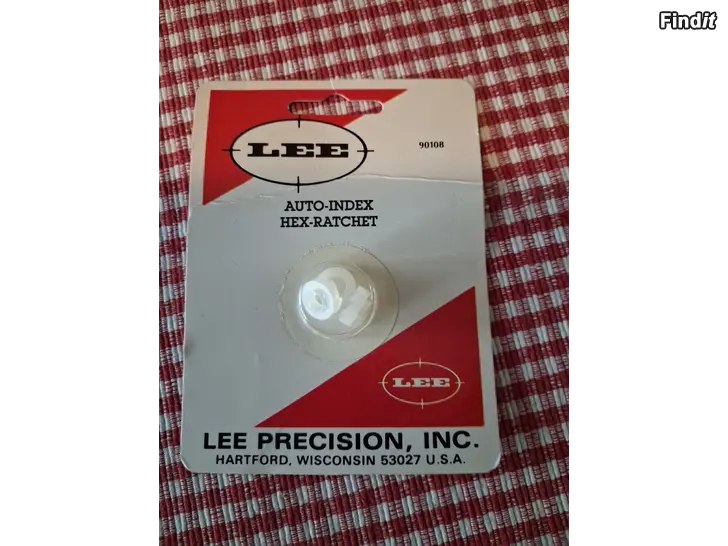 Findit
LEE
90108
AUTO-INDEX
HEX-RATCHET
LEE
LEE PRECISION, INC.
HARTFORD, WISCONSIN 53027 U.S.A.